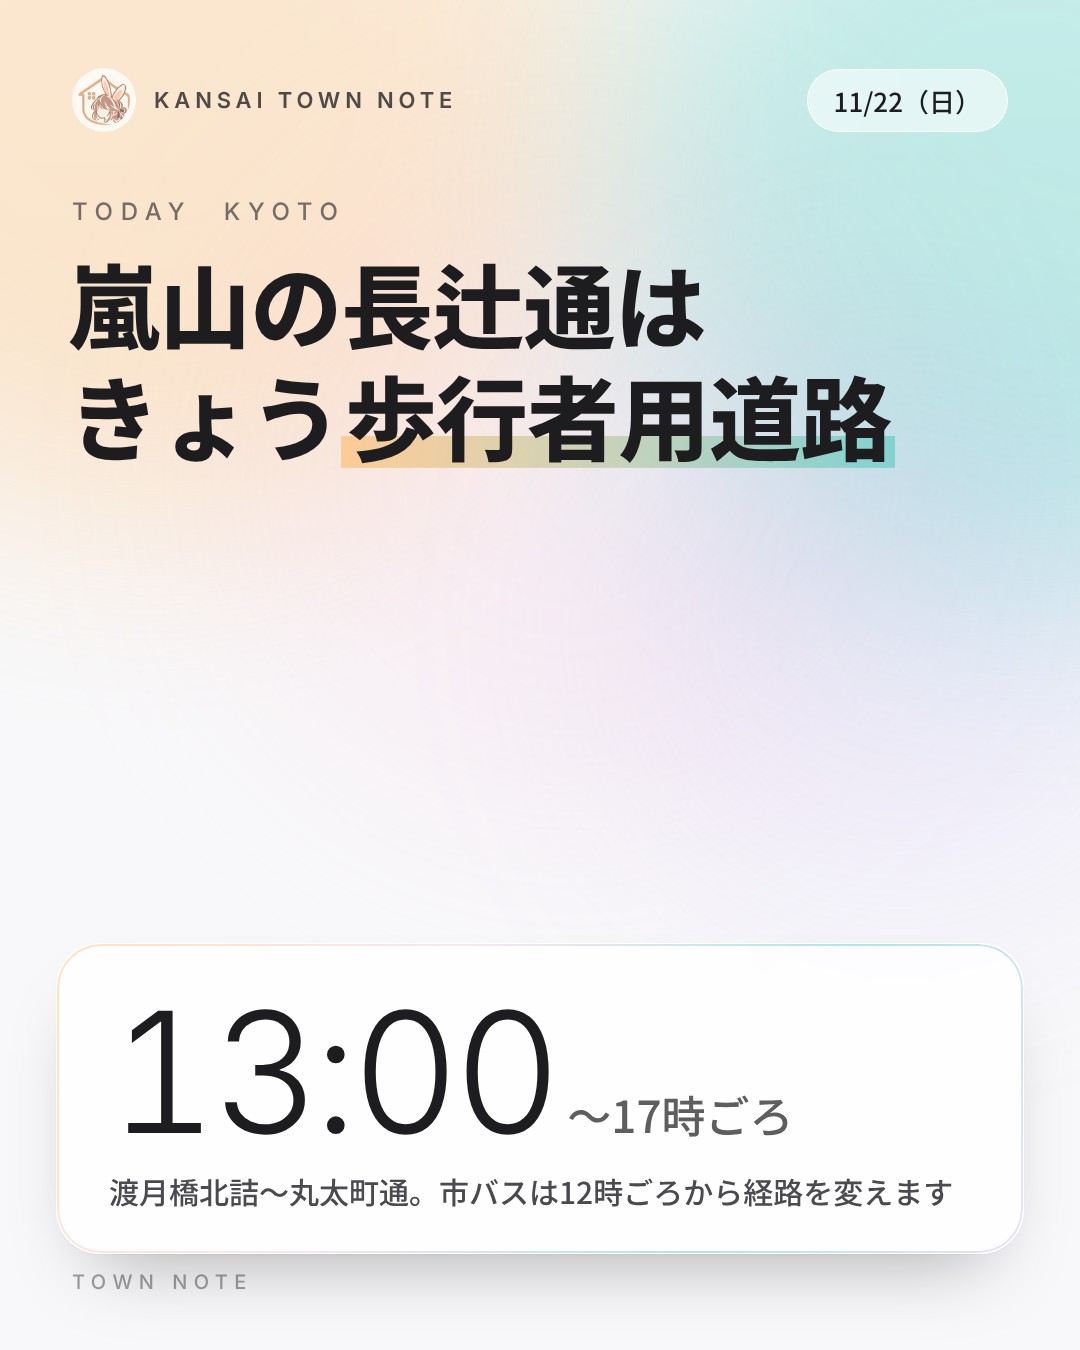 KANSAI TOWN NOTE
11/22（日）
TODAY KYOTO
嵐山の長辻通は
きょう歩行者用道路
13:00 〜17時ごろ
渡月橋北詰〜丸太町通。市バスは12時ごろから経路を変えます
TOWN NOTE